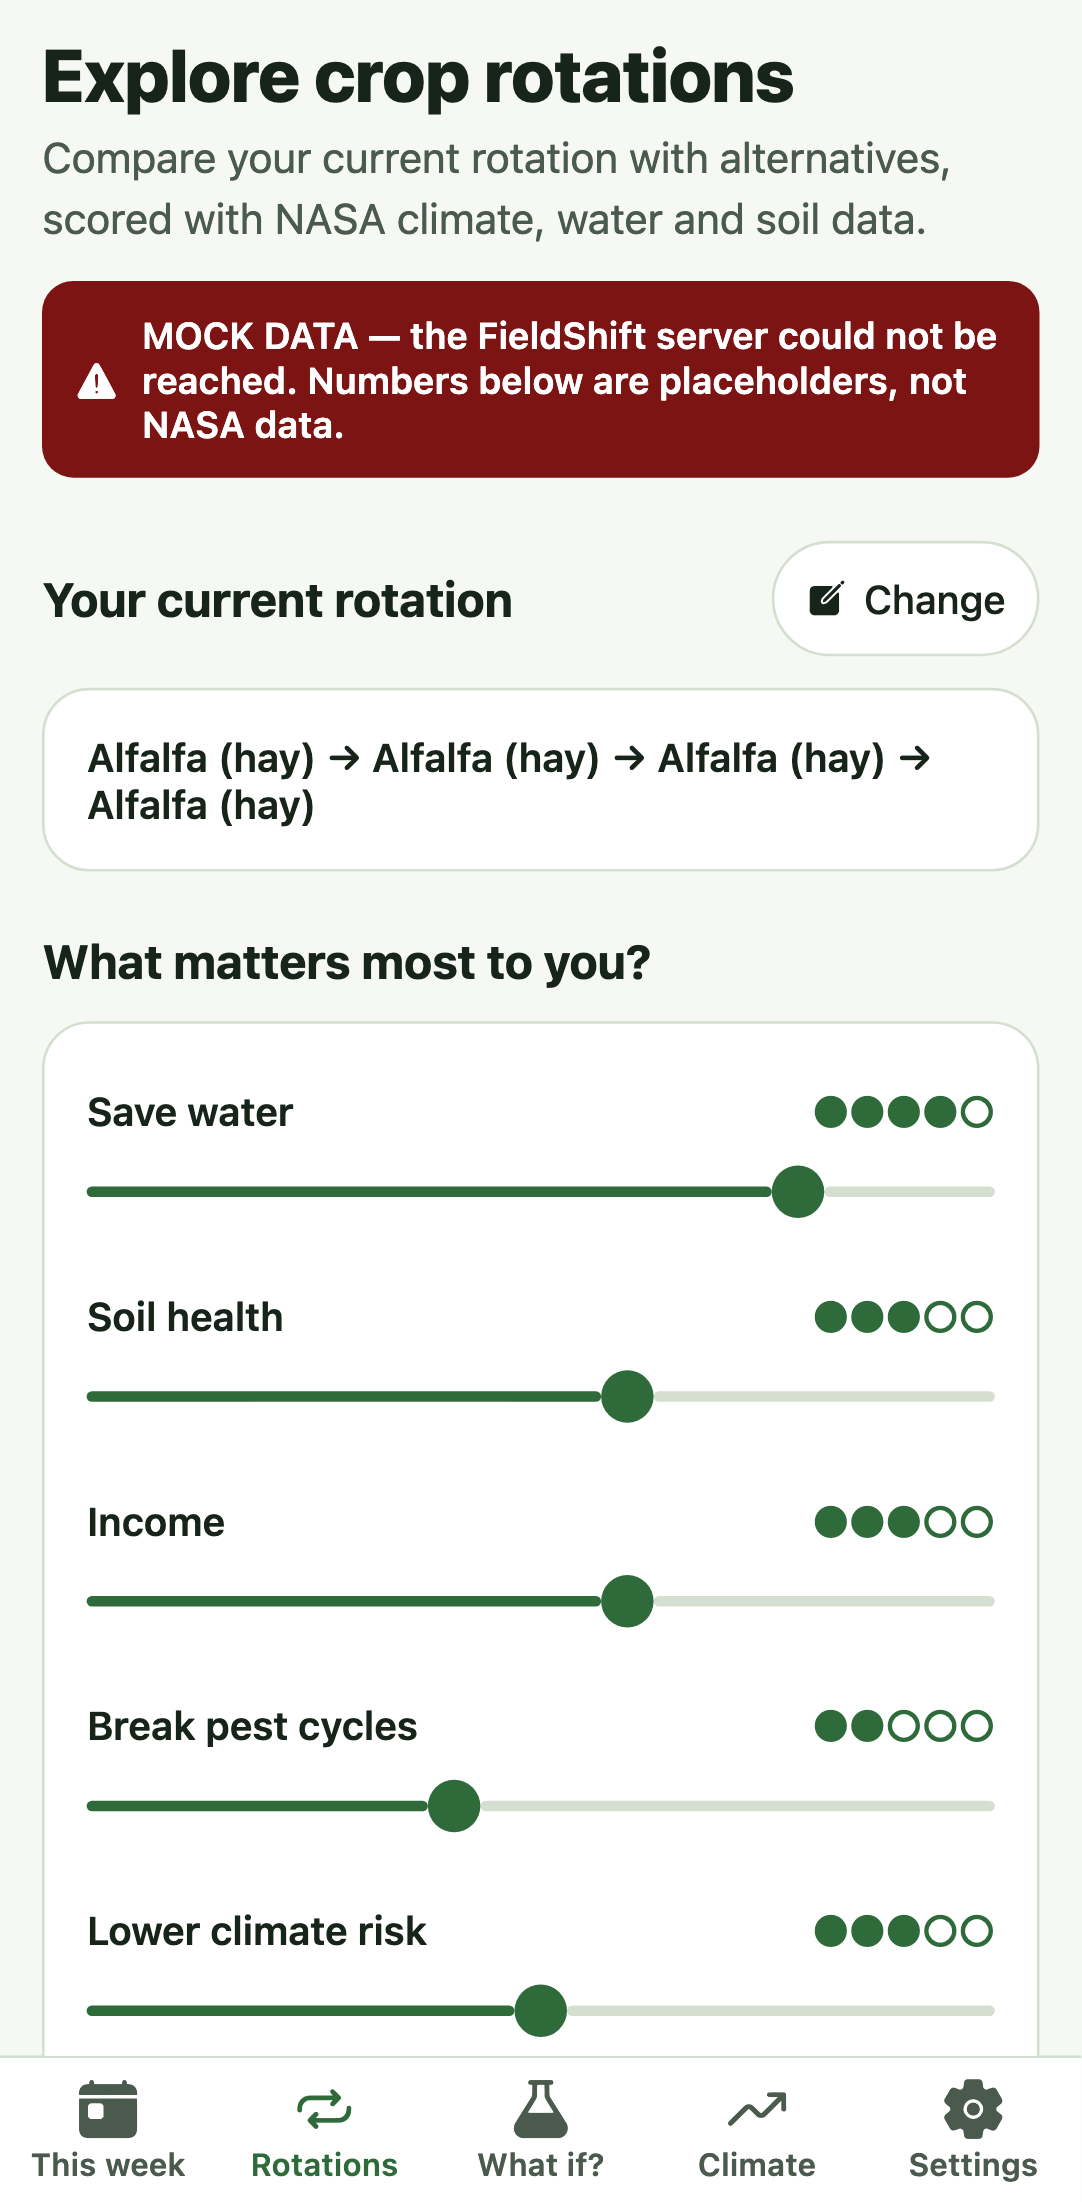 Explore crop rotations
Compare your current rotation with alternatives,
scored with NASA climate, water and soil data.
MOCK DATA — the FieldShift server could not be
reached. Numbers below are placeholders, not
NASA data.
Your current rotation
Change
Alfalfa (hay) → Alfalfa (hay) → Alfalfa (hay) →
Alfalfa (hay)
What matters most to you?
Save water
Soil health
Income
Break pest cycles
Lower climate risk
This week
Rotations
What if?
Climate
Settings